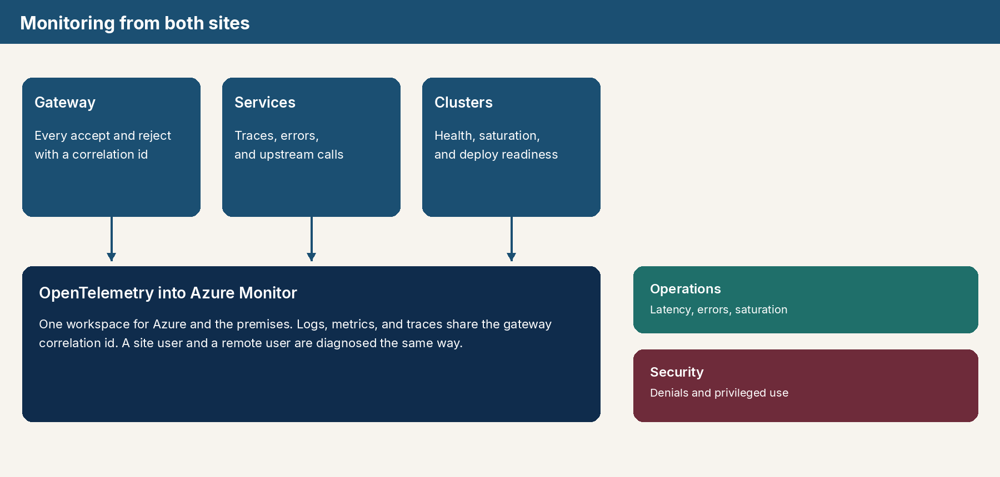 Monitoring from both sites
Gateway
Every accept and reject
with a correlation id
Services
Traces, errors,
and upstream calls
Clusters
Health, saturation,
and deploy readiness
OpenTelemetry into Azure Monitor
One workspace for Azure and the premises. Logs, metrics, and traces share the gateway
correlation id. A site user and a remote user are diagnosed the same way.
Operations
Latency, errors, saturation
Security
Denials and privileged use